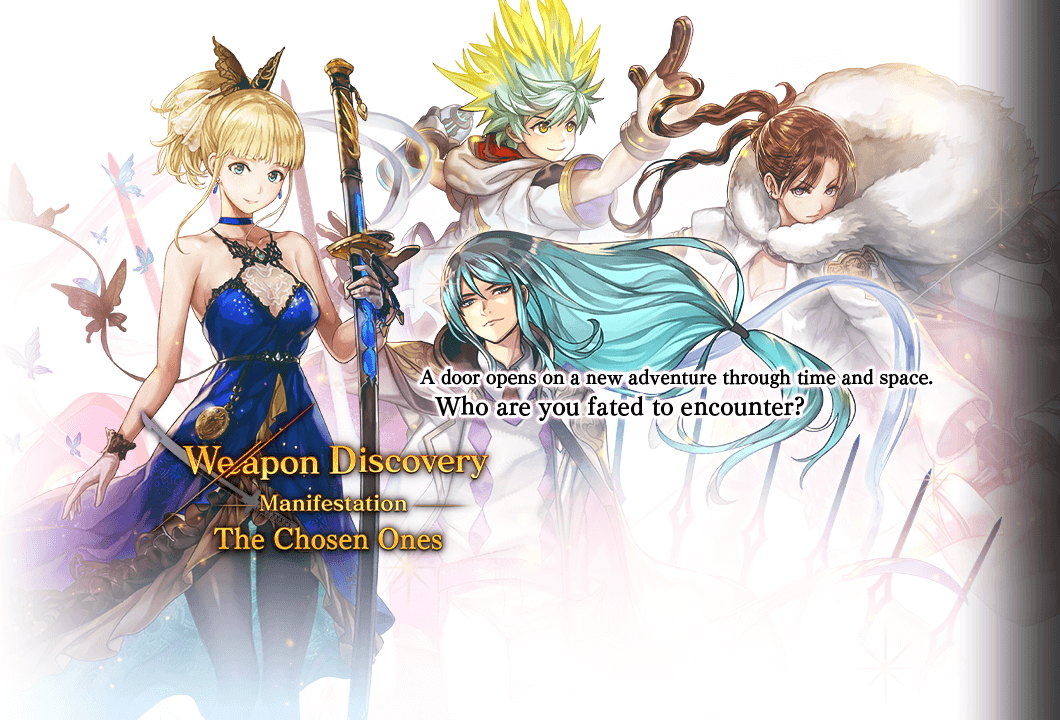 A door opens on a new adventure through time and space.
Who are you fated to encounter?
Weapon Discovery
Manifestation
The Chosen Ones